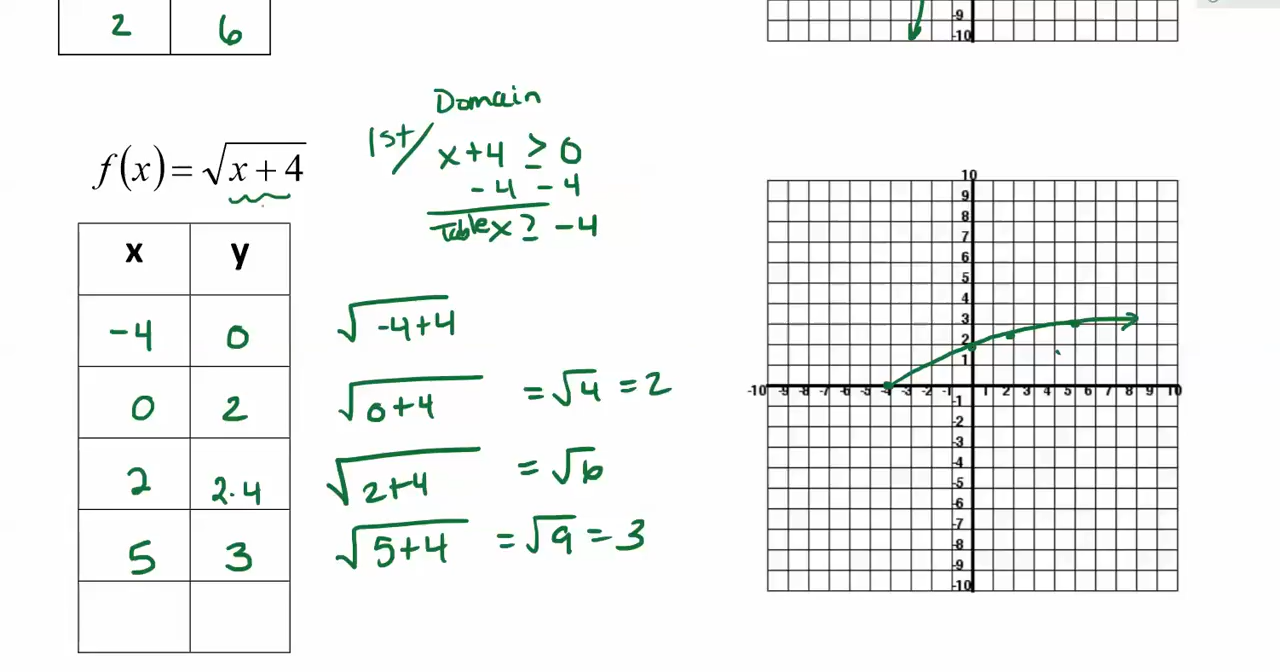 2 6
-9
-10
Domain
1st/ x+4 ≥ 0
-4 -4
Table x ≥ -4
f(x) = √x + 4
x y
-4 0 √-4+4
0 2 √0+4 = √4 = 2
2 2.4 √2+4 = √6
5 3 √5+4 = √9 = 3
10
9
8
7
6
5
4
3
2
1
-10 -9 -8 -7 -6 -5 -4 -3 -2 1 2 3 4 5 6 7 8 9 10
-1
-2
-3
-4
-5
-6
-7
-8
-9
-10